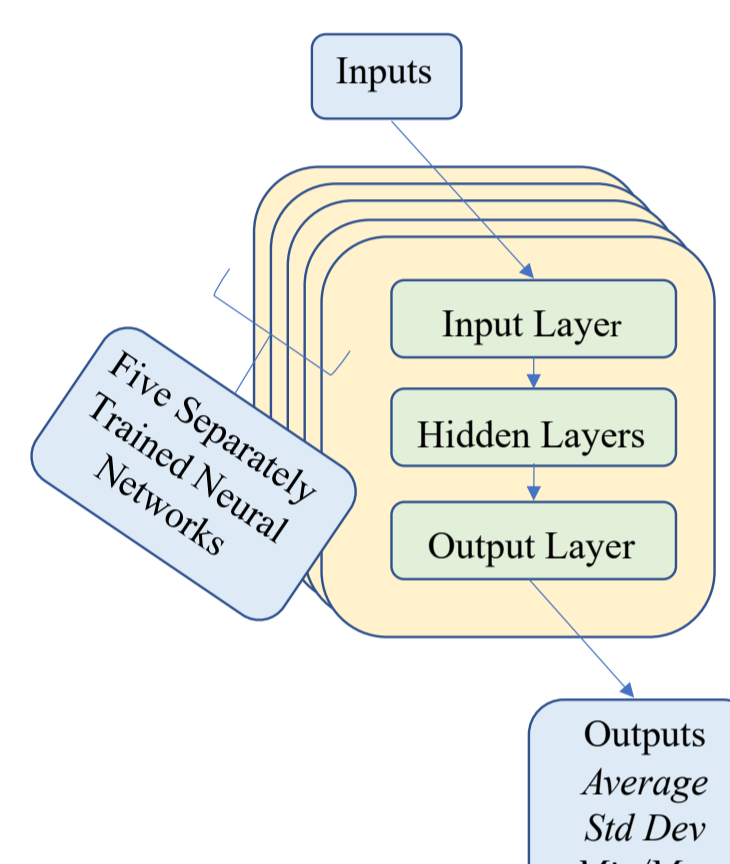 Inputs
Input Layer
Hidden Layers
Output Layer
Five Separately
Trained Neural
Networks
Outputs
Average
Std Dev